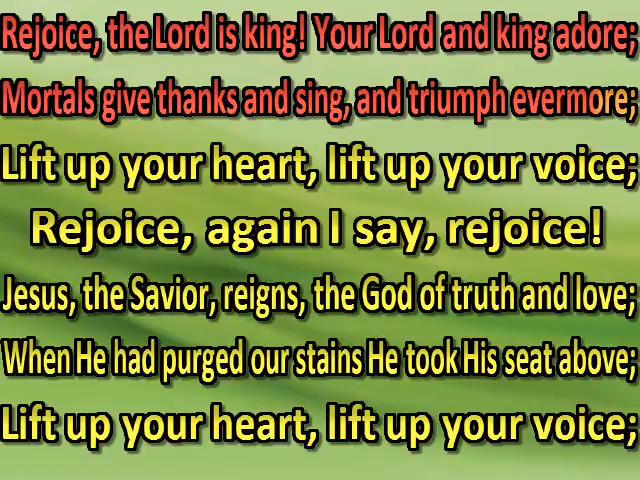 Rejoice, the Lord is king! Your Lord and king adore;
Mortals give thanks and sing, and triumph evermore;
Lift up your heart, lift up your voice;
Rejoice, again I say, rejoice!
Jesus, the Savior, reigns, the God of truth and love;
When He had purged our stains He took His seat above;
Lift up your heart, lift up your voice;